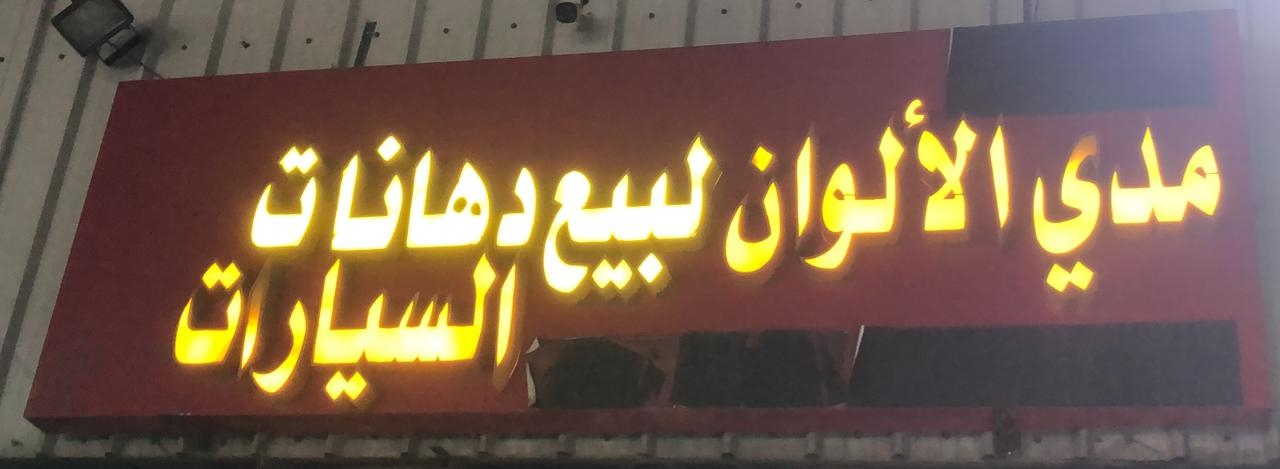 مدي الألوان لبيع دهانات
السيارات